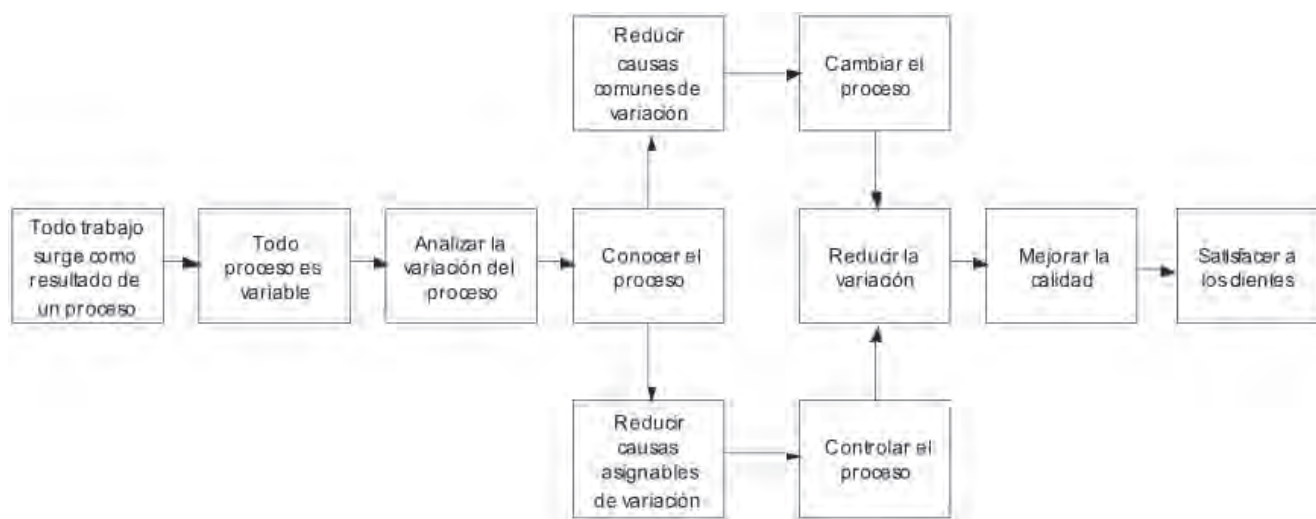 Todo trabajo
surge como
resultado de
un proceso
Todo
proceso es
variable
Analizar la
variación del
proceso
Conocer el
proceso
Reducir
causas
comunes de
variación
Cambiar el
proceso
Reducir
causas
asignables
de variación
Controlar el
proceso
Reducir la
variación
Mejorar la
calidad
Satisfacer a
los clientes